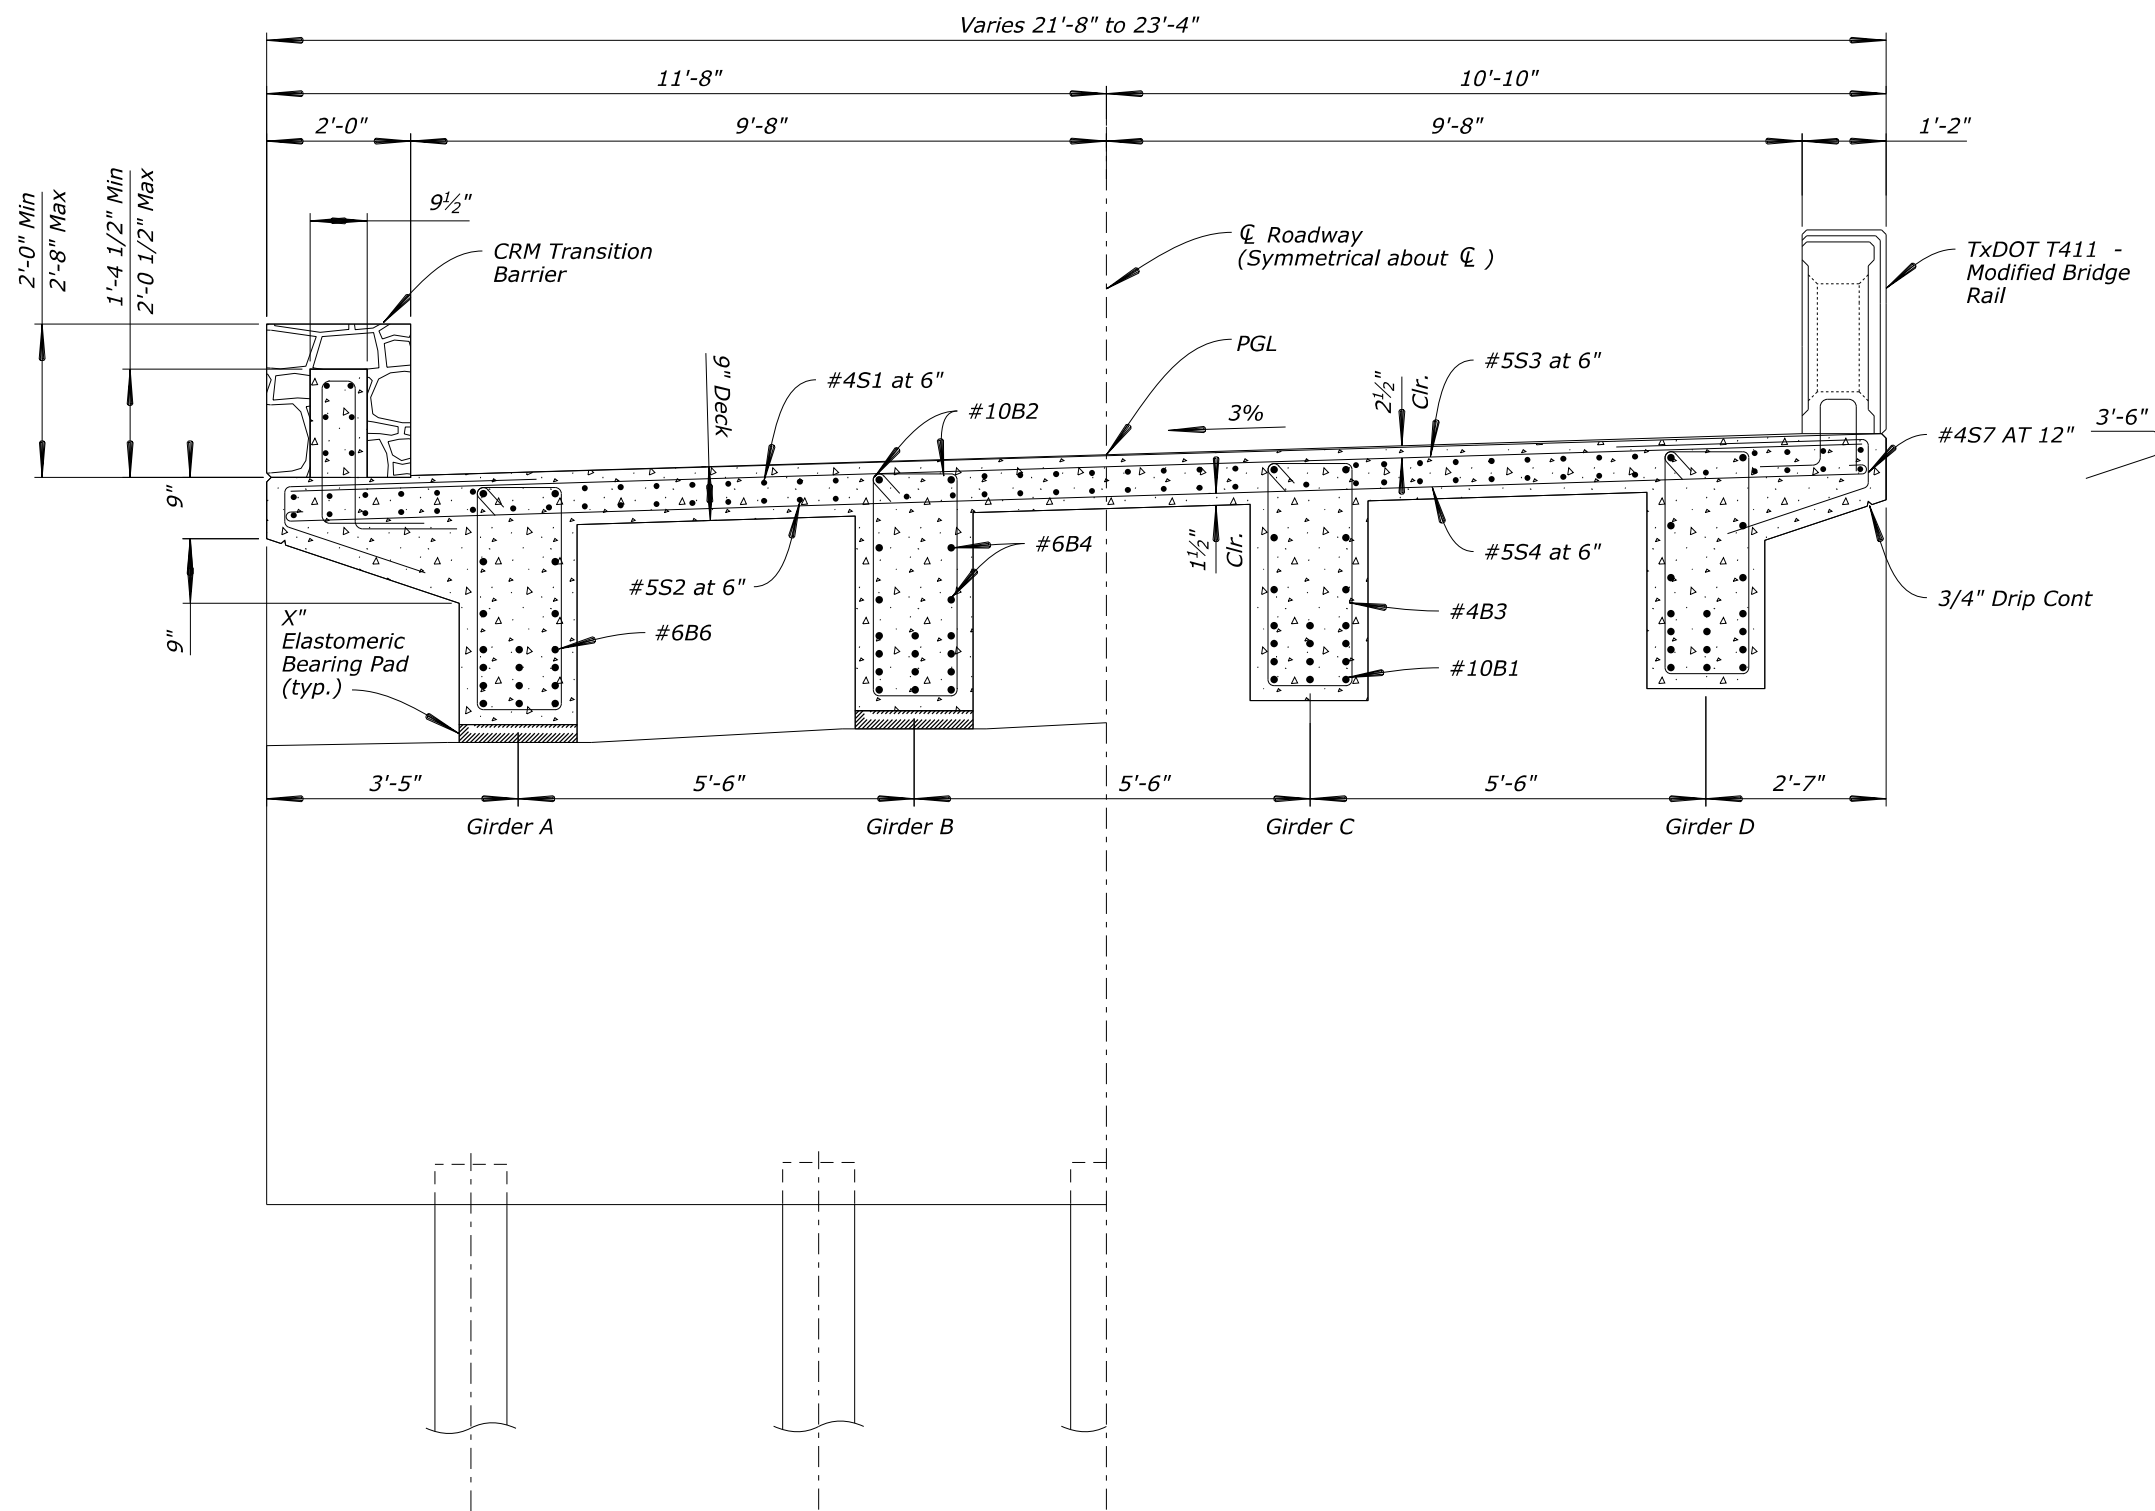 Varies 21'-8" to 23'-4"
11'-8"
10'-10"
2'-0"
9'-8"
9'-8"
1'-2"
2'-0" Min
2'-8" Max
1'-4 1/2" Min
2'-0 1/2" Max
9½"
CRM Transition
Barrier
℄ Roadway
(Symmetrical about ℄ )
TxDOT T411 -
Modified Bridge
Rail
PGL
9" Deck
#4S1 at 6"
#10B2
3%
2½"
Clr.
#5S3 at 6"
#4S7 AT 12"
3'-6"
9"
9"
#6B4
1½"
Clr.
#5S4 at 6"
#5S2 at 6"
#6B6
#4B3
#10B1
3/4" Drip Cont
X"
Elastomeric
Bearing Pad
(typ.)
3'-5"
5'-6"
5'-6"
5'-6"
2'-7"
Girder A
Girder B
Girder C
Girder D